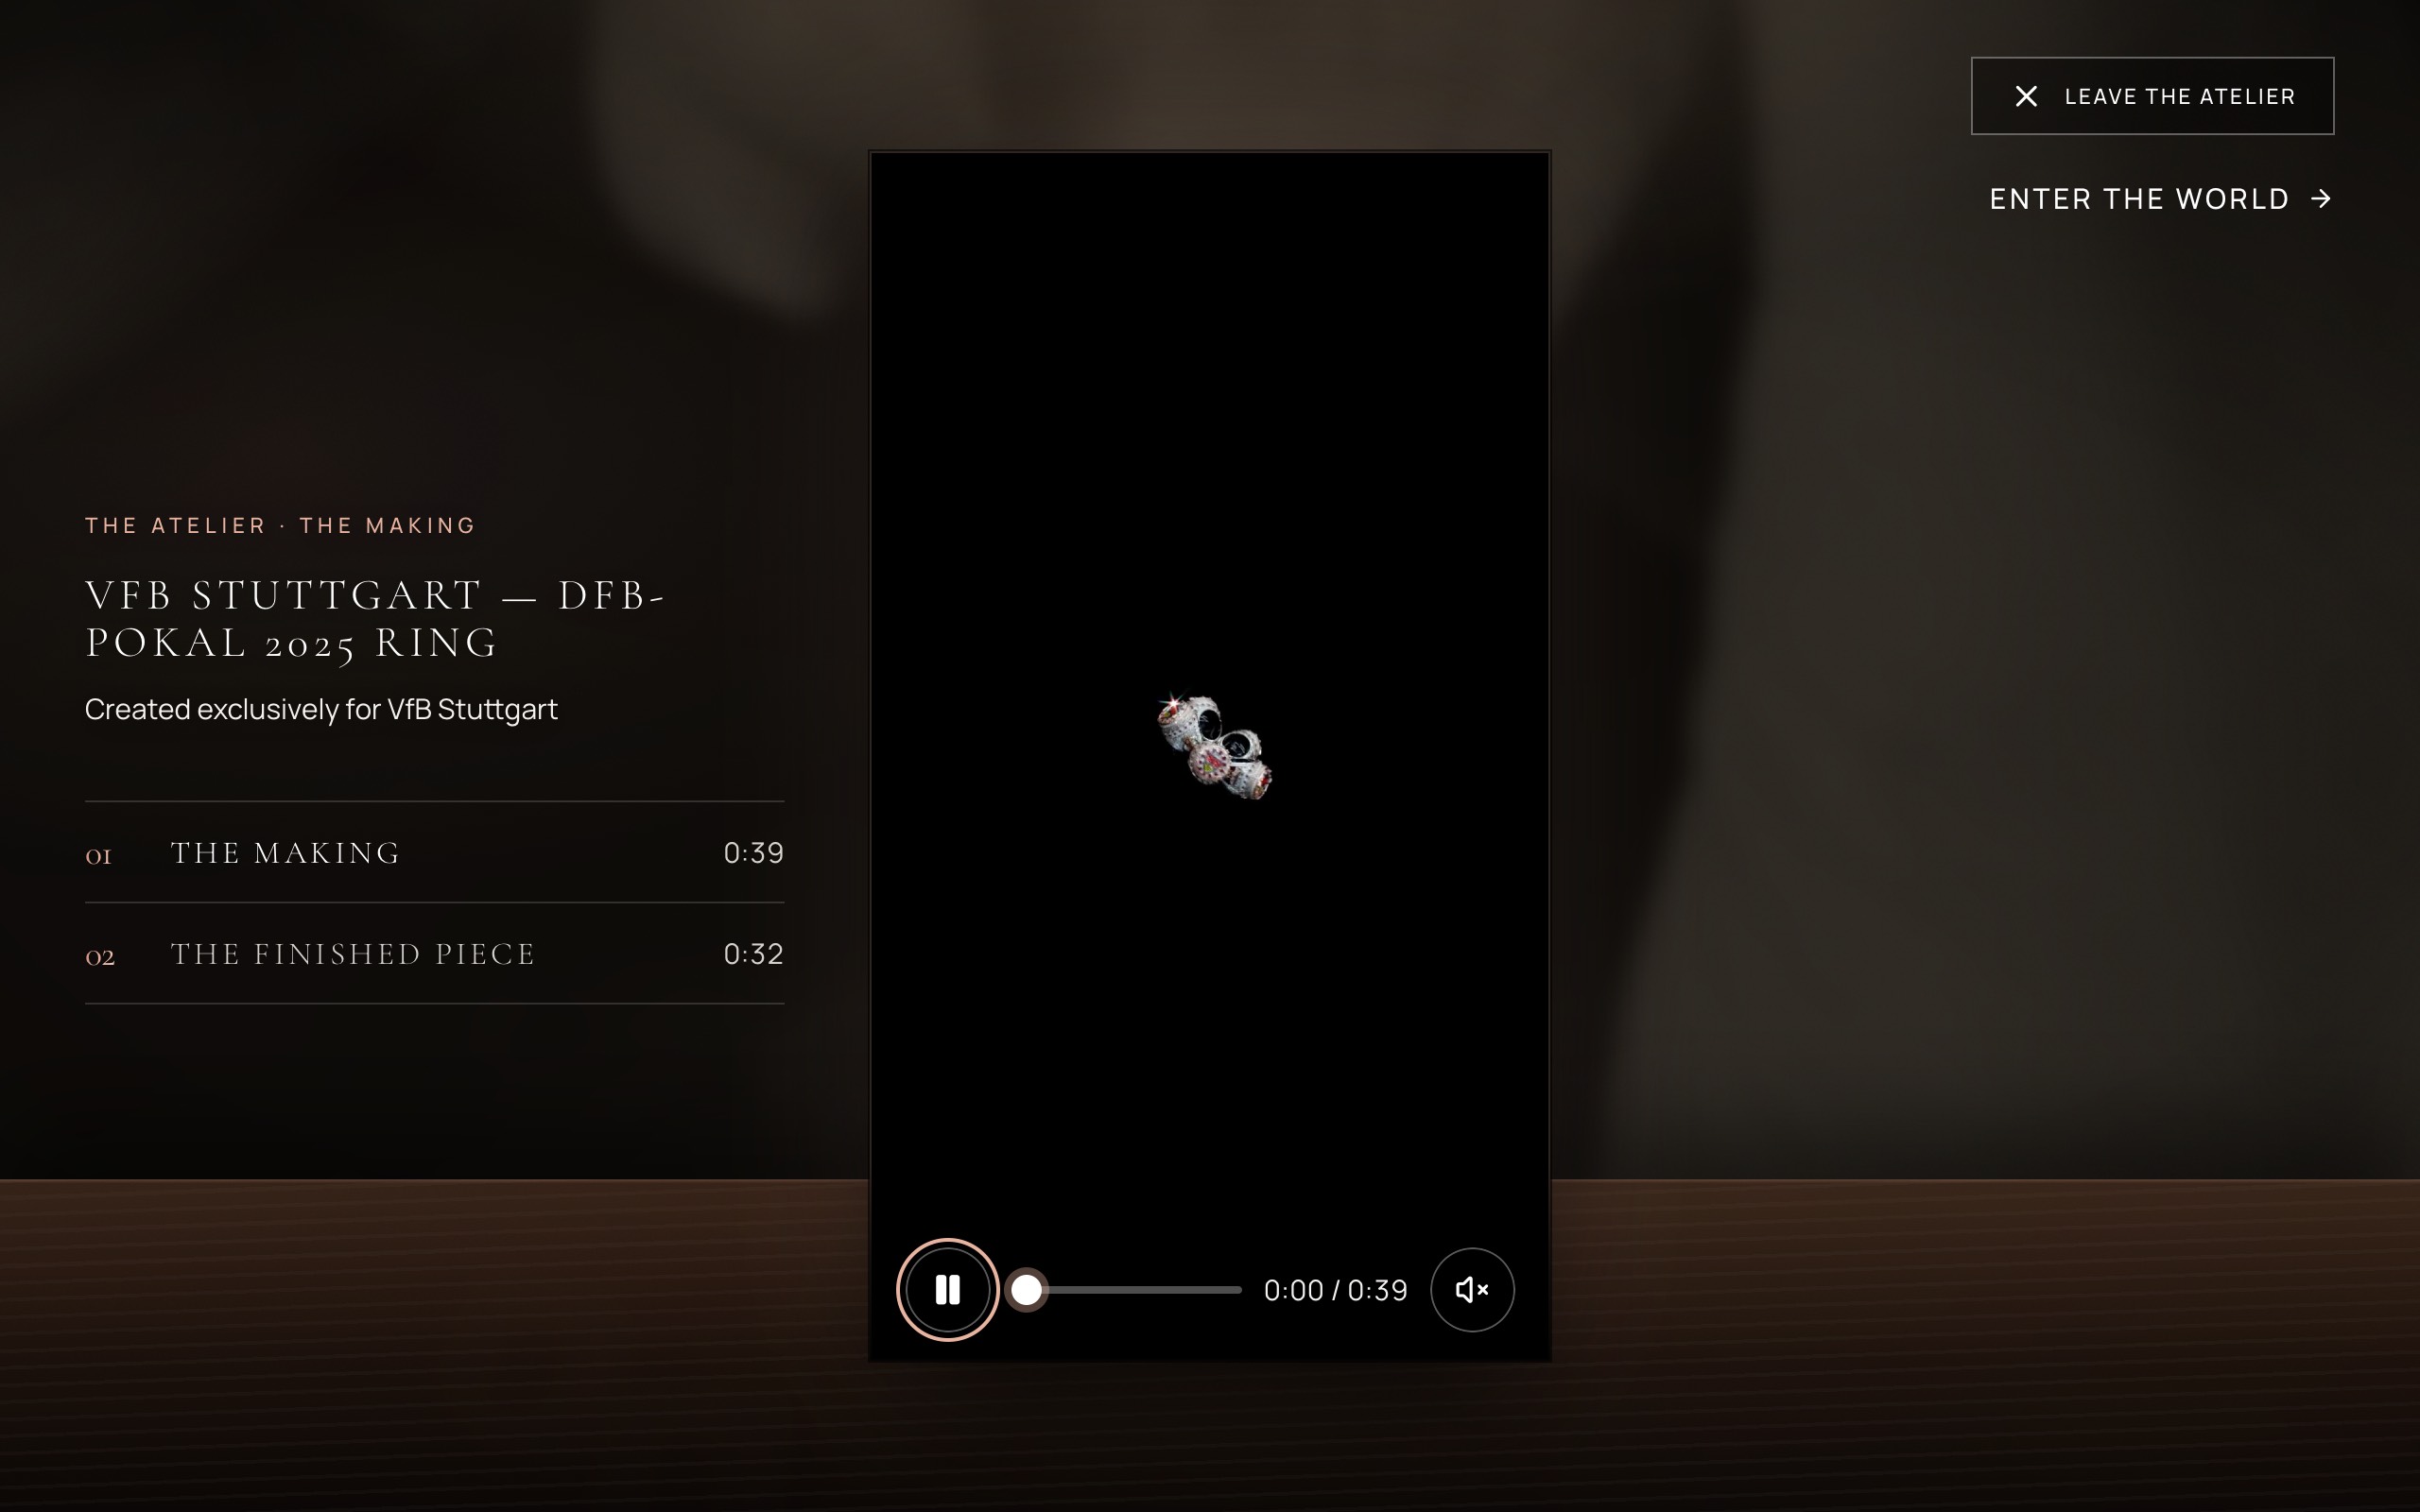 LEAVE THE ATELIER
ENTER THE WORLD
THE ATELIER · THE MAKING
VFB STUTTGART — DFB-
POKAL 2025 RING
Created exclusively for VfB Stuttgart
01 THE MAKING 0:39
02 THE FINISHED PIECE 0:32
0:00 / 0:39